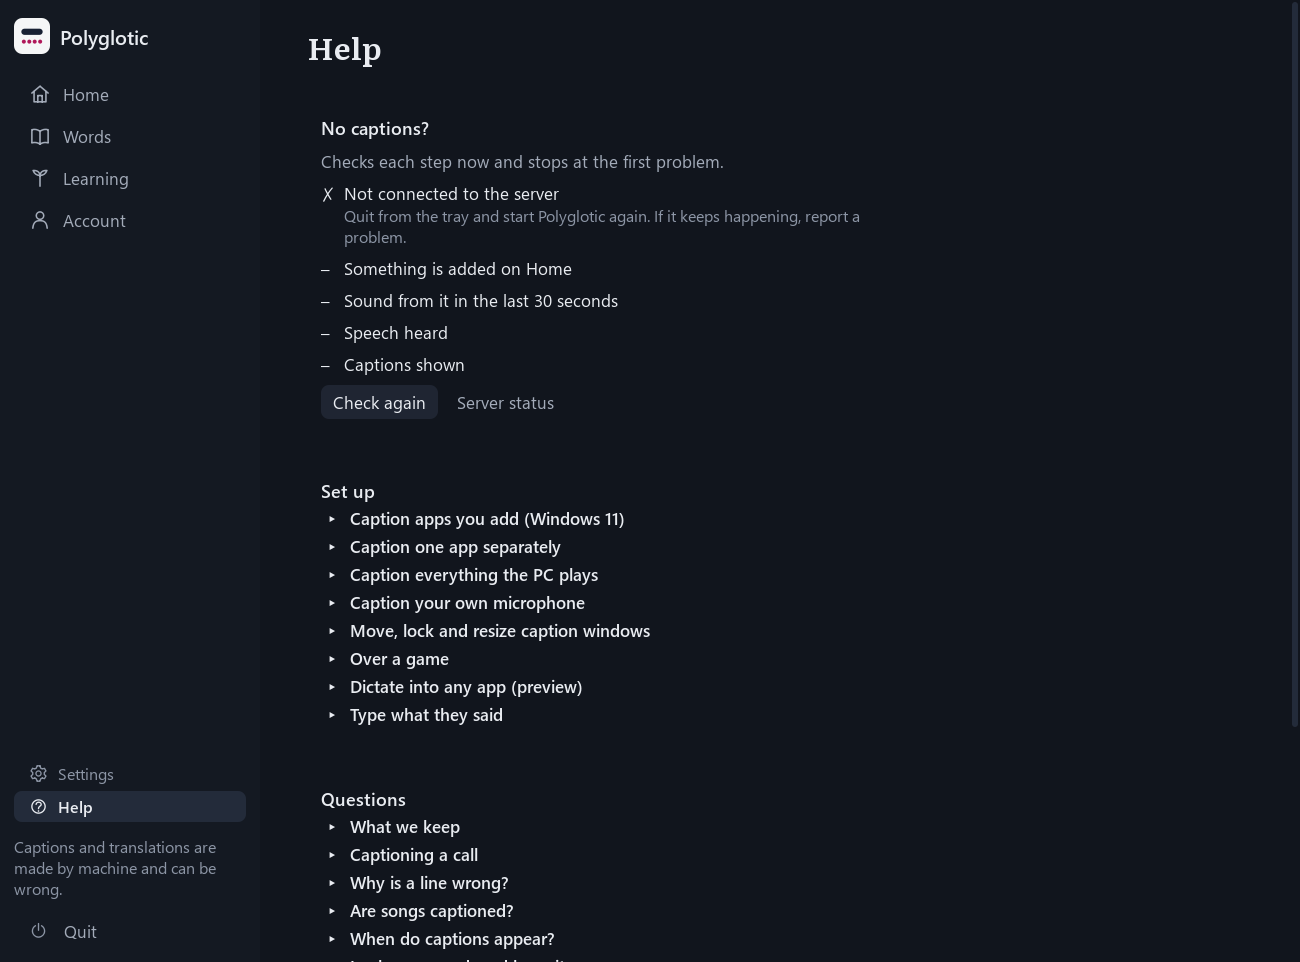 Polyglotic
Home
Words
Learning
Account
Settings
Help
Captions and translations are
made by machine and can be
wrong.
Quit
Help
No captions?
Checks each step now and stops at the first problem.
✗ Not connected to the server
Quit from the tray and start Polyglotic again. If it keeps happening, report a
problem.
– Something is added on Home
– Sound from it in the last 30 seconds
– Speech heard
– Captions shown
Check again
Server status
Set up
▸ Caption apps you add (Windows 11)
▸ Caption one app separately
▸ Caption everything the PC plays
▸ Caption your own microphone
▸ Move, lock and resize caption windows
▸ Over a game
▸ Dictate into any app (preview)
▸ Type what they said
Questions
▸ What we keep
▸ Captioning a call
▸ Why is a line wrong?
▸ Are songs captioned?
▸ When do captions appear?